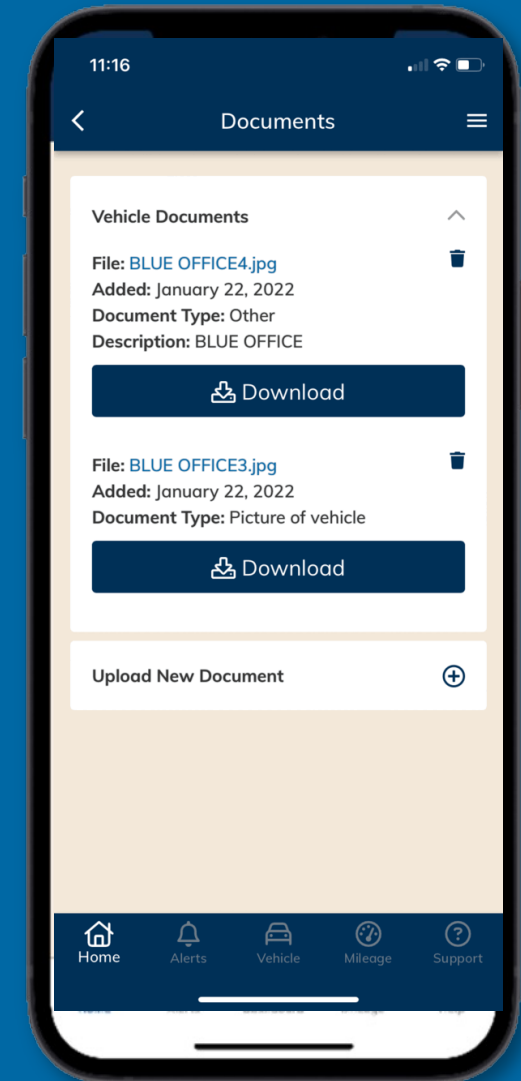 11:16
Documents
Vehicle Documents
File: BLUE OFFICE4.jpg
Added: January 22, 2022
Document Type: Other
Description: BLUE OFFICE
Download
File: BLUE OFFICE3.jpg
Added: January 22, 2022
Document Type: Picture of vehicle
Download
Upload New Document
Home Alerts Vehicle Mileage Support